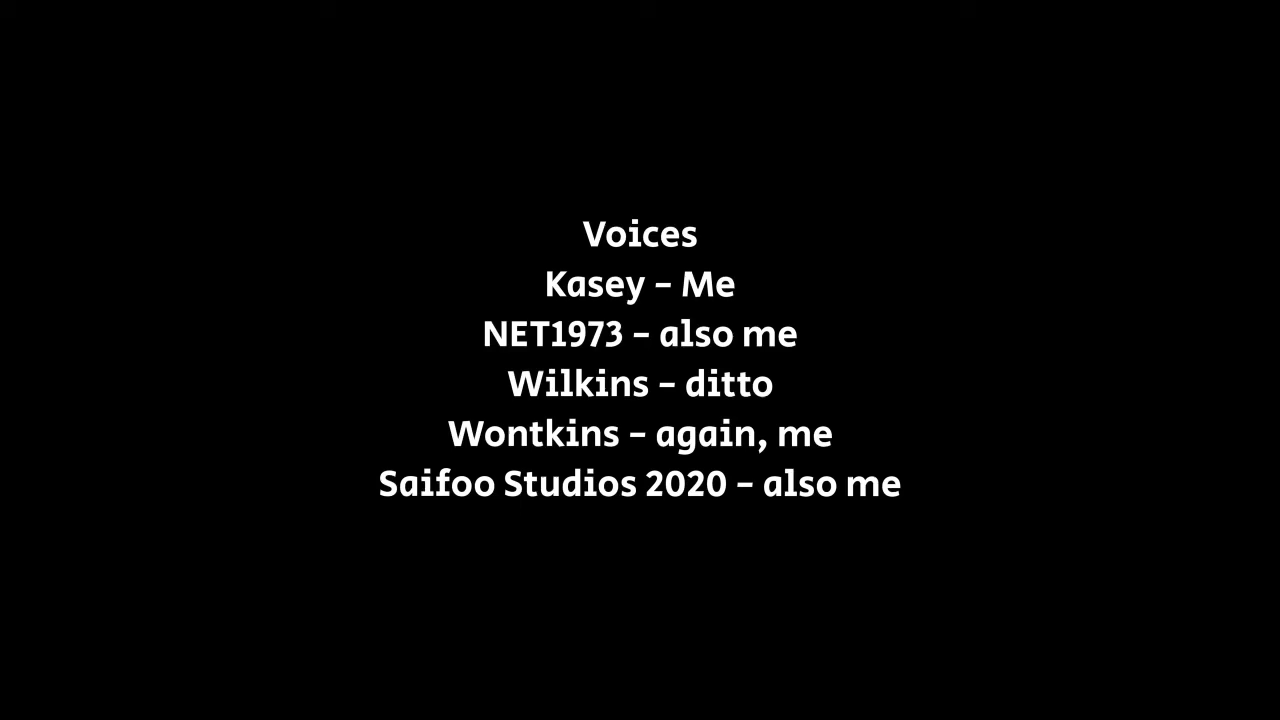 Voices
Kasey – Me
NET1973 – also me
Wilkins – ditto
Wontkins – again, me
Saifoo Studios 2020 – also me